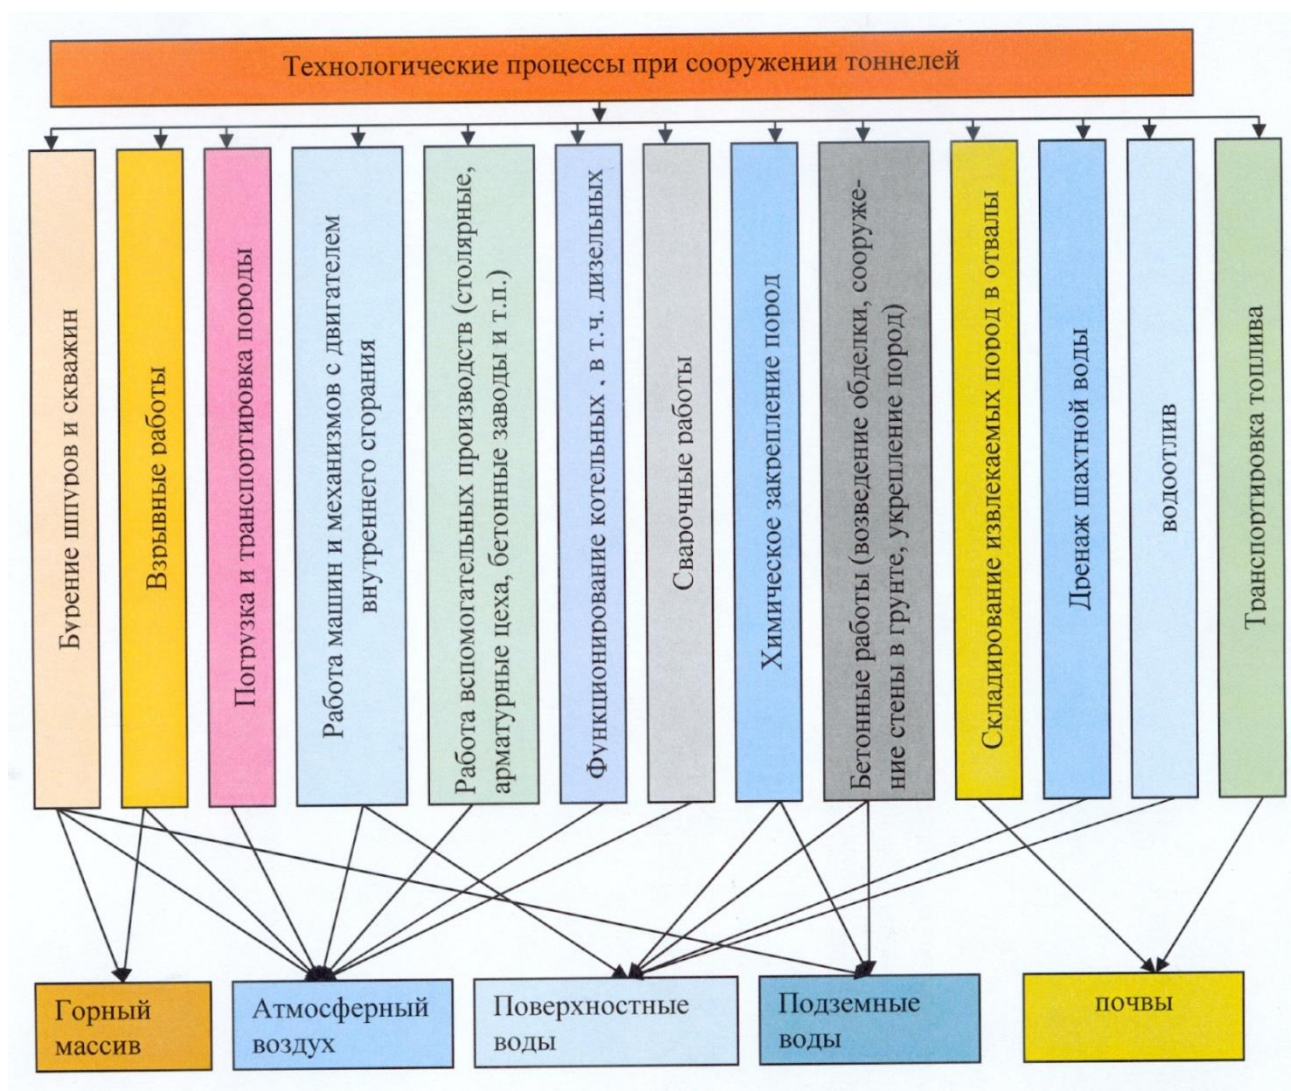 Технологические процессы при сооружении тоннелей
Бурение шпуров и скважин
Взрывные работы
Погрузка и транспортировка породы
Работа машин и механизмов с двигателем
внутреннего сгорания
Работа вспомогательных производств (столярные,
арматурные цеха, бетонные заводы и т.п.)
Функционирование котельных , в т.ч. дизельных
Сварочные работы
Химическое закрепление пород
Бетонные работы (возведение обделки, сооруже-
ние стены в грунте, укрепление пород)
Складирование извлекаемых пород в отвалы
Дренаж шахтной воды
водоотлив
Транспортировка топлива
Горный
массив
Атмосферный
воздух
Поверхностные
воды
Подземные
воды
почвы